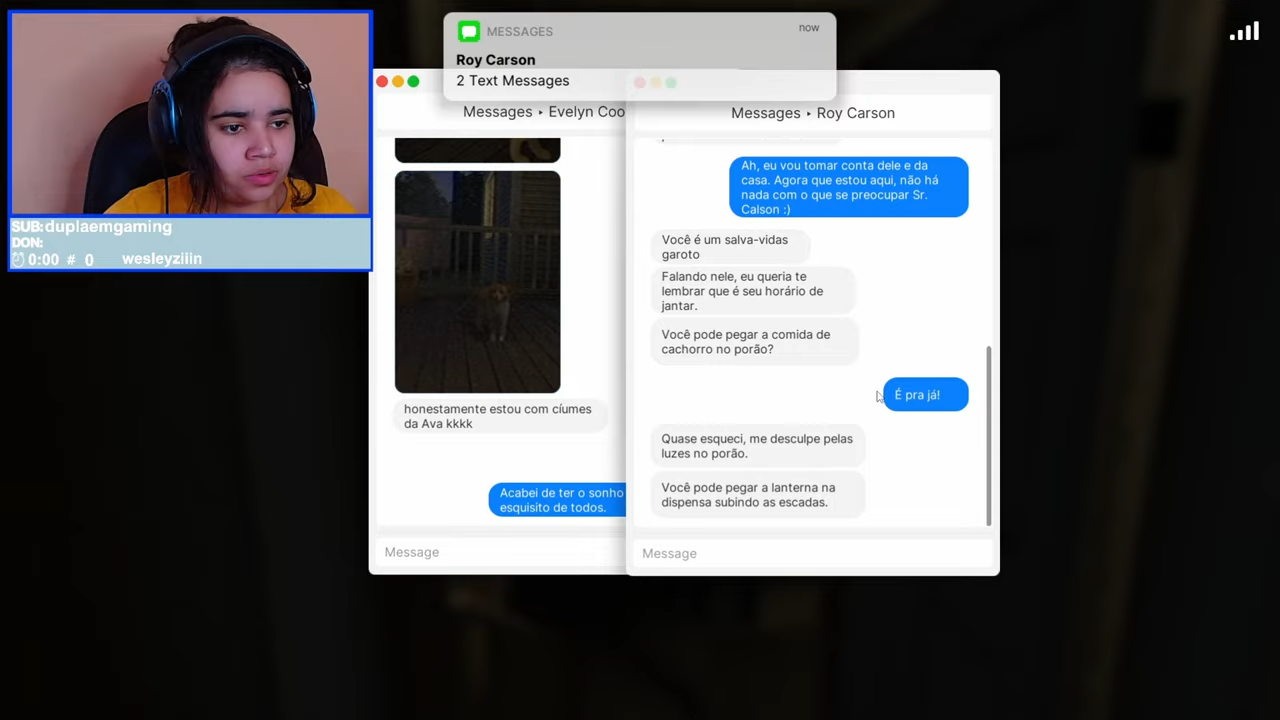 MESSAGES
now
Roy Carson
2 Text Messages
SUB:duplaemgaming
DON:
0:00 # 0 wesleyziiin
Messages ▸ Evelyn Coo
honestamente estou com cíumes
da Ava kkkk
Acabei de ter o sonho
esquisito de todos.
Message
Messages ▸ Roy Carson
Ah, eu vou tomar conta dele e da
casa. Agora que estou aqui, não há
nada com o que se preocupar Sr.
Calson :)
Você é um salva-vidas
garoto
Falando nele, eu queria te
lembrar que é seu horário de
jantar.
Você pode pegar a comida de
cachorro no porão?
É pra já!
Quase esqueci, me desculpe pelas
luzes no porão.
Você pode pegar a lanterna na
dispensa subindo as escadas.
Message